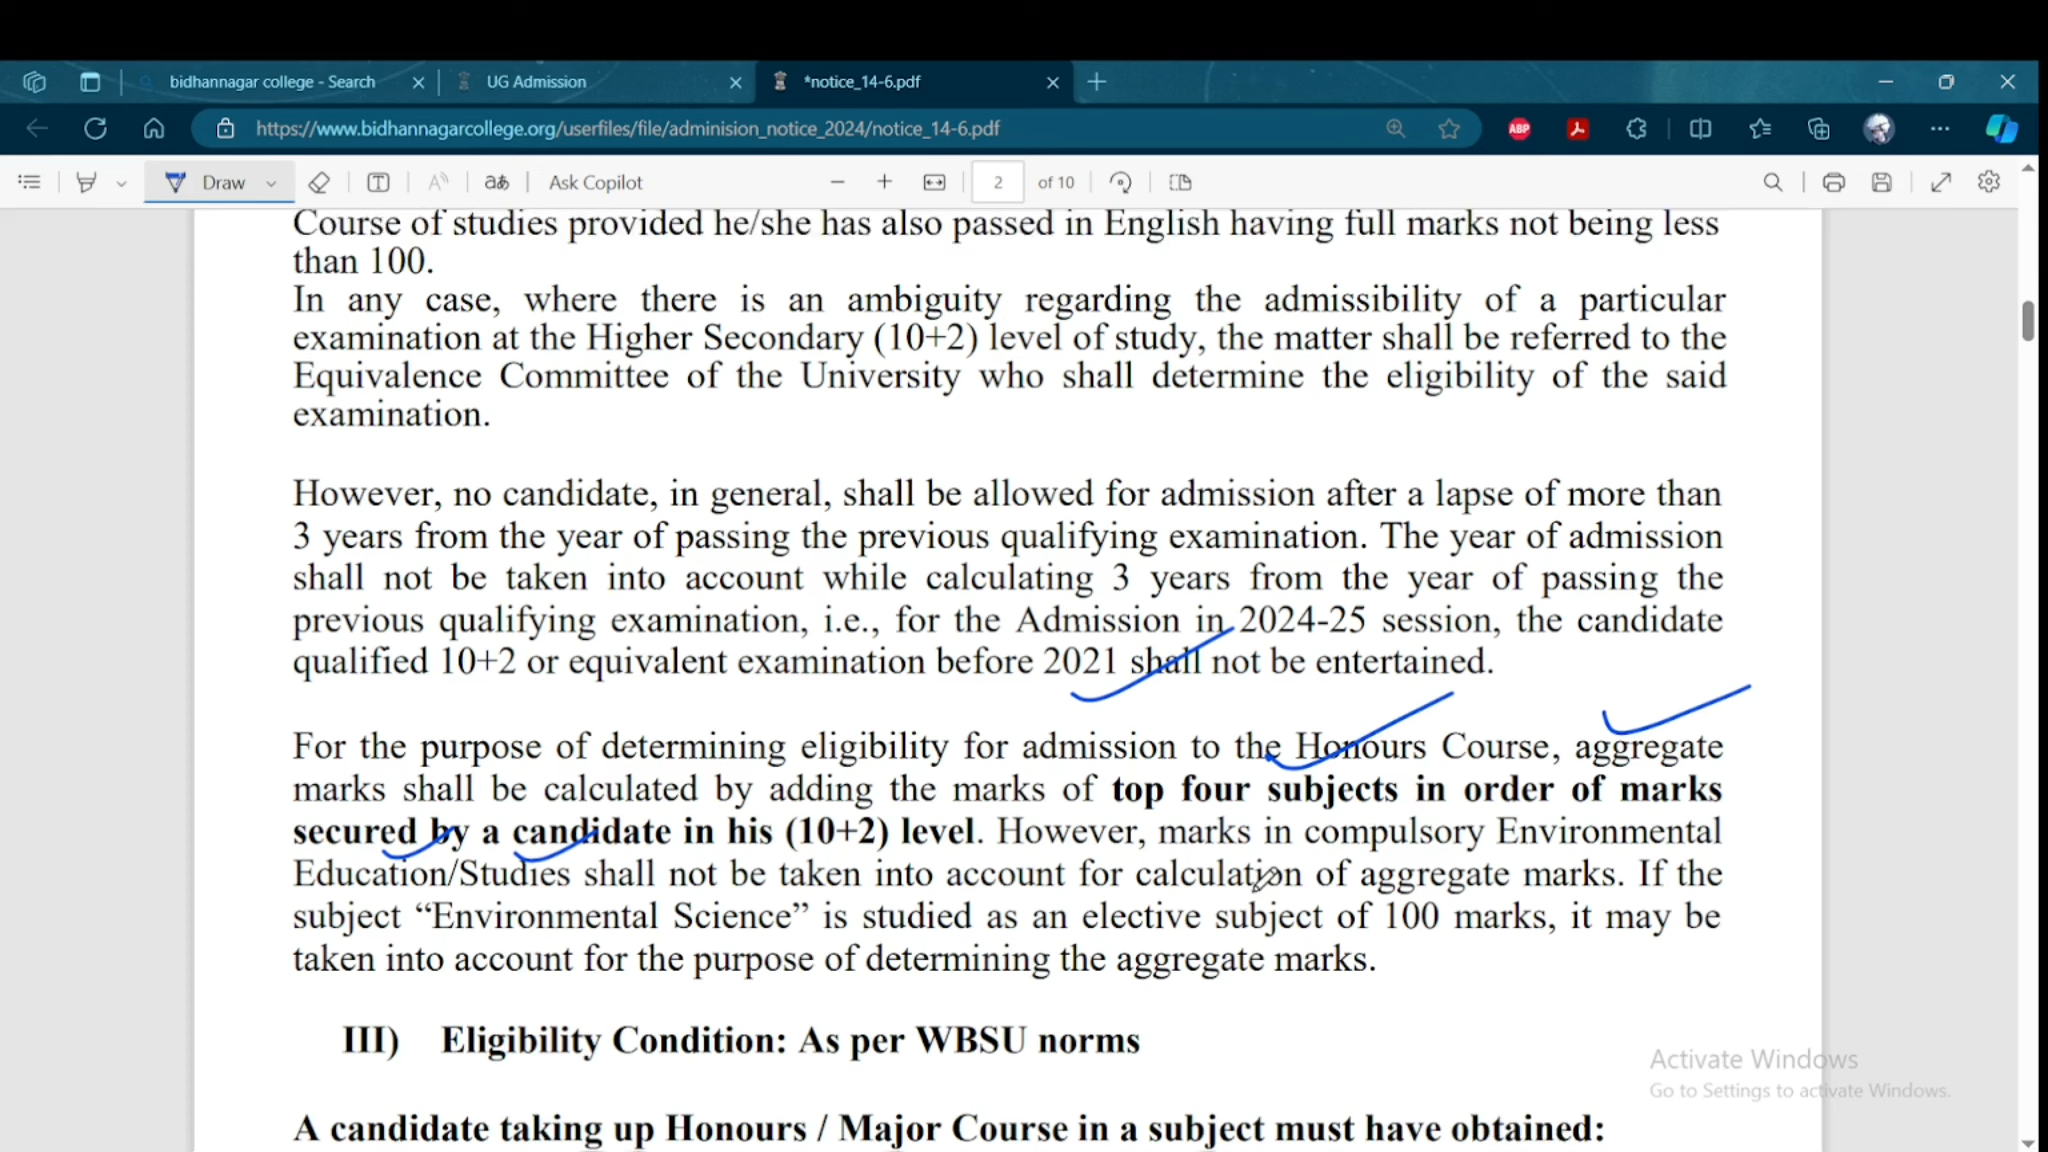 bidhannagar college - Search
UG Admission
*notice_14-6.pdf
https://www.bidhannagarcollege.org/userfiles/file/adminision_notice_2024/notice_14-6.pdf
ABP
Draw
Ask Copilot
2 of 10
Course of studies provided he/she has also passed in English having full marks not being less
than 100.
In any case, where there is an ambiguity regarding the admissibility of a particular
examination at the Higher Secondary (10+2) level of study, the matter shall be referred to the
Equivalence Committee of the University who shall determine the eligibility of the said
examination.
However, no candidate, in general, shall be allowed for admission after a lapse of more than
3 years from the year of passing the previous qualifying examination. The year of admission
shall not be taken into account while calculating 3 years from the year of passing the
previous qualifying examination, i.e., for the Admission in 2024-25 session, the candidate
qualified 10+2 or equivalent examination before 2021 shall not be entertained.
For the purpose of determining eligibility for admission to the Honours Course, aggregate
marks shall be calculated by adding the marks of top four subjects in order of marks
secured by a candidate in his (10+2) level. However, marks in compulsory Environmental
Education/Studies shall not be taken into account for calculation of aggregate marks. If the
subject “Environmental Science” is studied as an elective subject of 100 marks, it may be
taken into account for the purpose of determining the aggregate marks.
III) Eligibility Condition: As per WBSU norms
Activate Windows
Go to Settings to activate Windows.
A candidate taking up Honours / Major Course in a subject must have obtained: